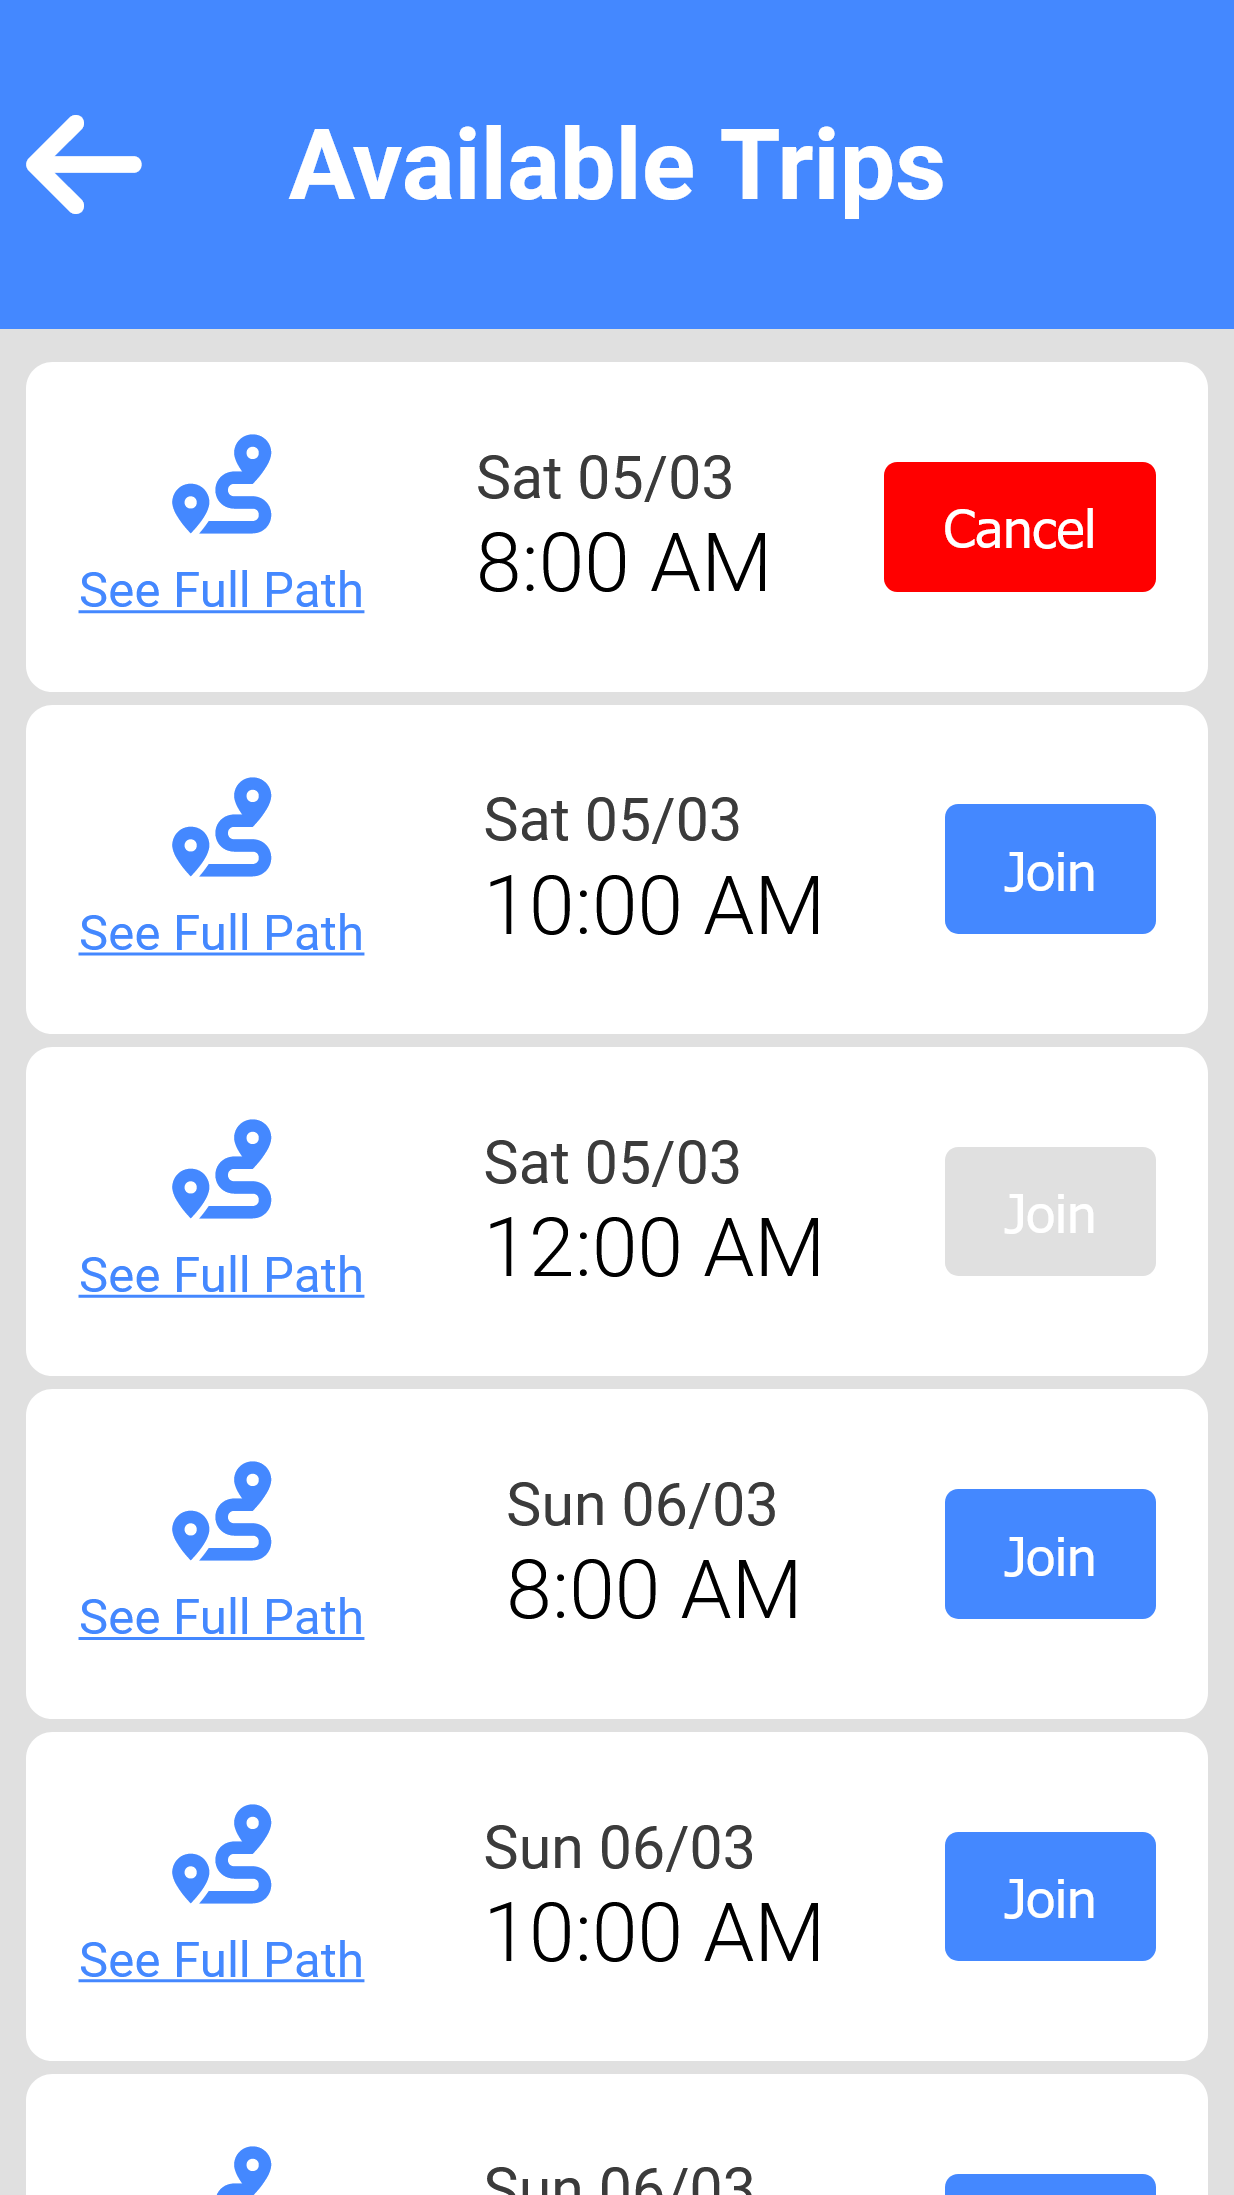 Available Trips
Sat 05/03
8:00 AM
See Full Path
Cancel
Sat 05/03
10:00 AM
See Full Path
Join
Sat 05/03
12:00 AM
See Full Path
Join
Sun 06/03
8:00 AM
See Full Path
Join
Sun 06/03
10:00 AM
See Full Path
Join
Sun 06/03